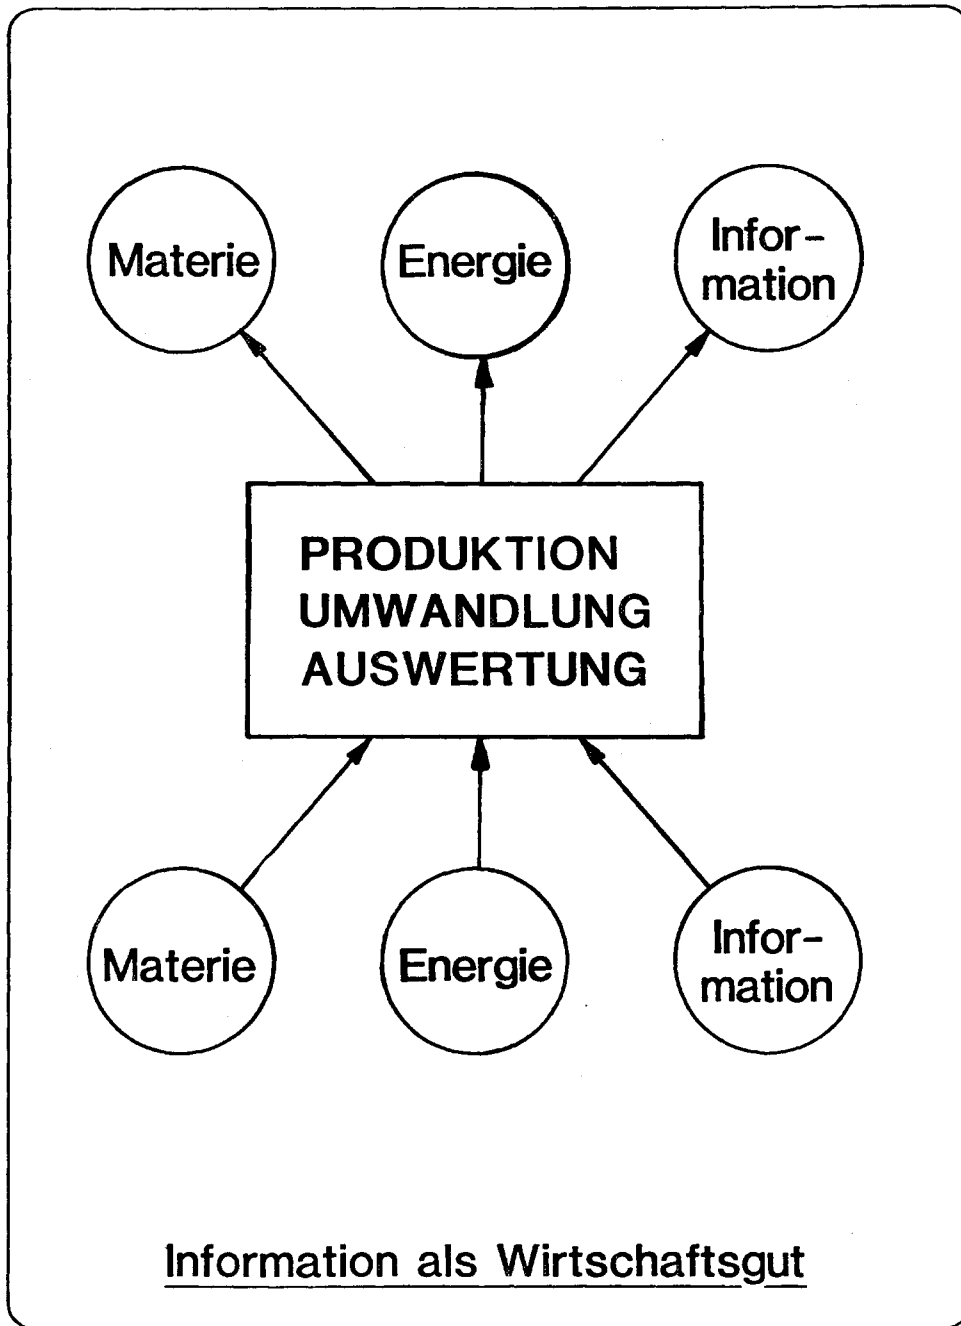 Materie
Energie
Infor-
mation
PRODUKTION
UMWANDLUNG
AUSWERTUNG
Materie
Energie
Infor-
mation
Information als Wirtschaftsgut